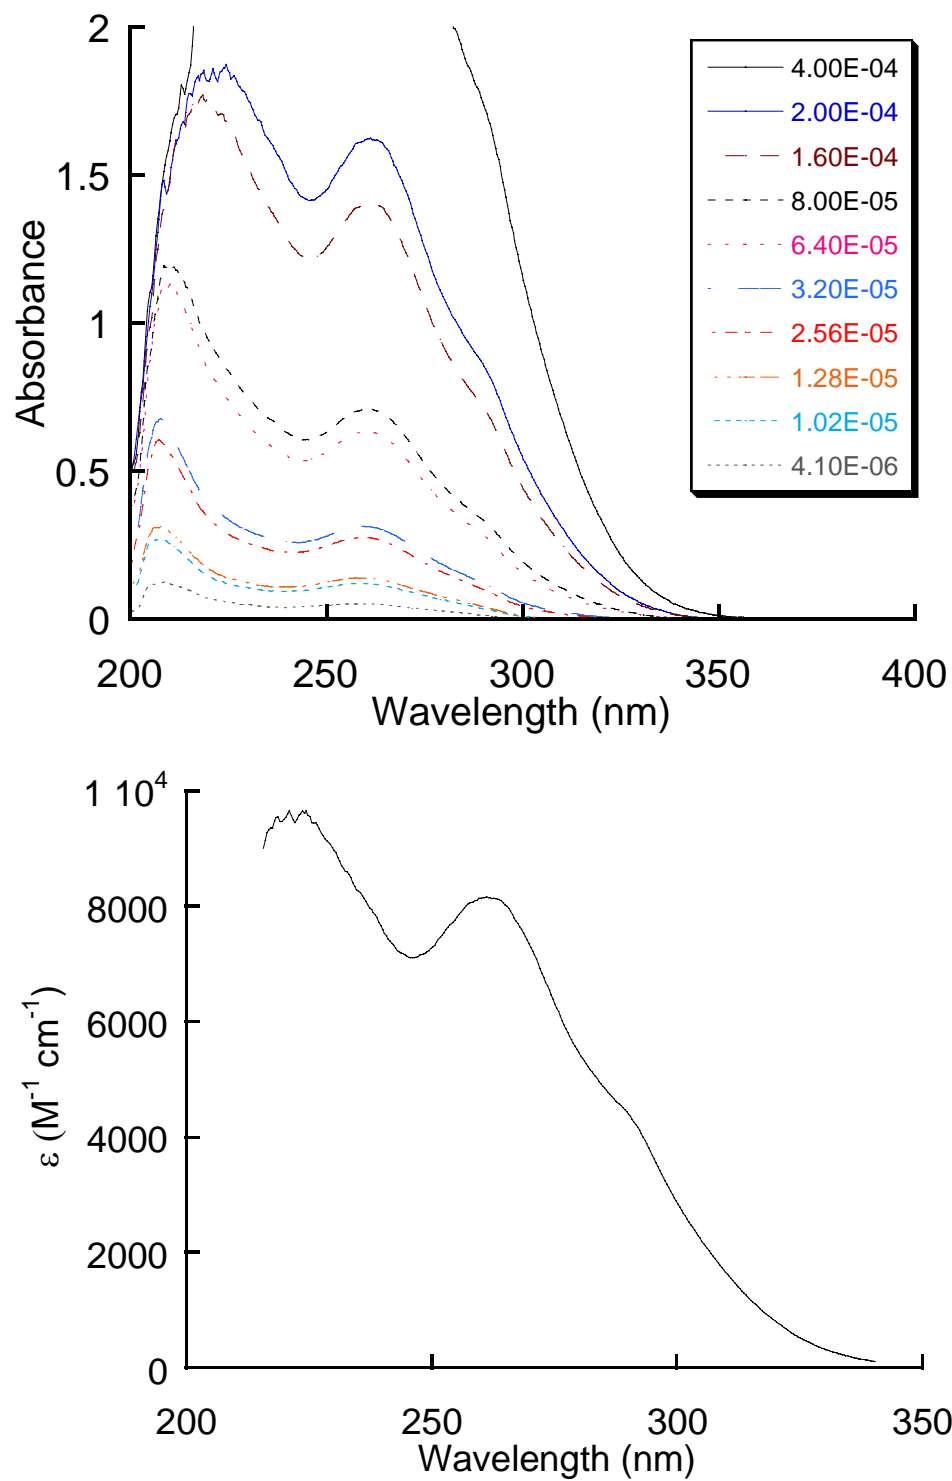 2
1.5
1
0.5
0
Absorbance
200
250
300
350
400
Wavelength (nm)
4.00E-04
2.00E-04
1.60E-04
8.00E-05
6.40E-05
3.20E-05
2.56E-05
1.28E-05
1.02E-05
4.10E-06
1 10⁴
8000
6000
4000
2000
0
ε (M⁻¹ cm⁻¹)
200
250
300
350
Wavelength (nm)